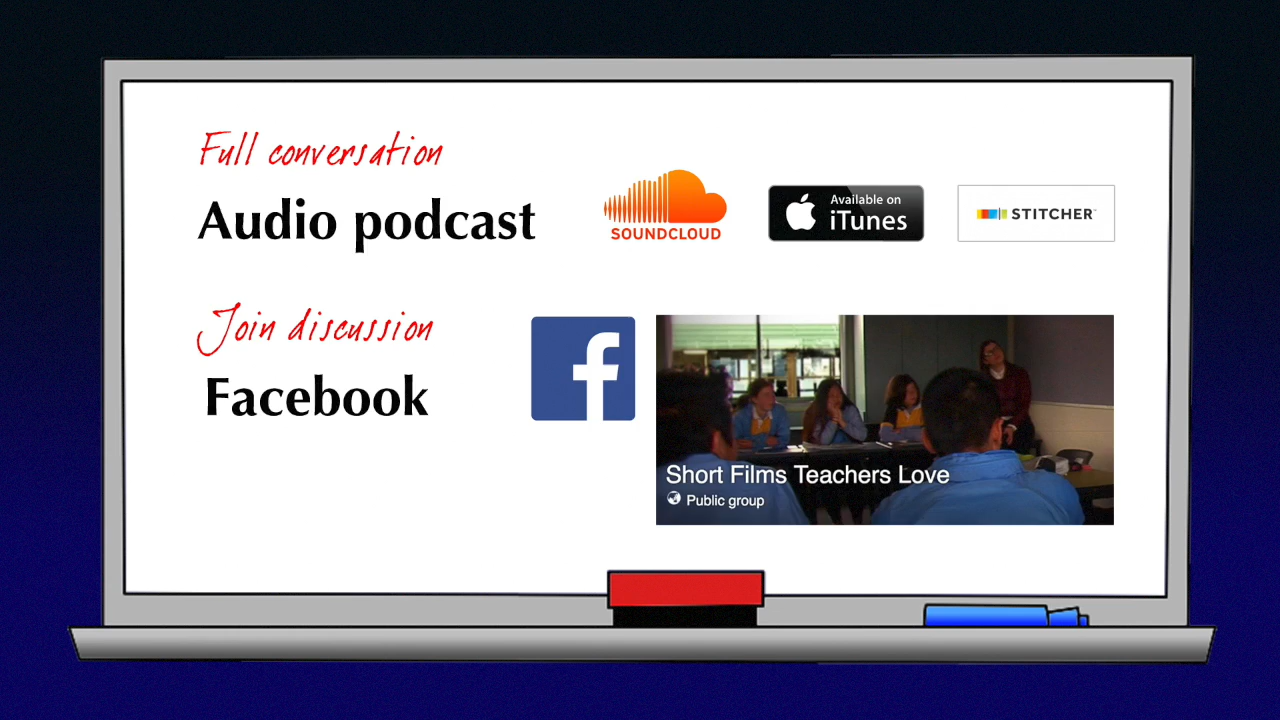 Full conversation
Audio podcast
SOUNDCLOUD
Available on
iTunes
STITCHER
Join discussion
Facebook
f
Short Films Teachers Love
Public group